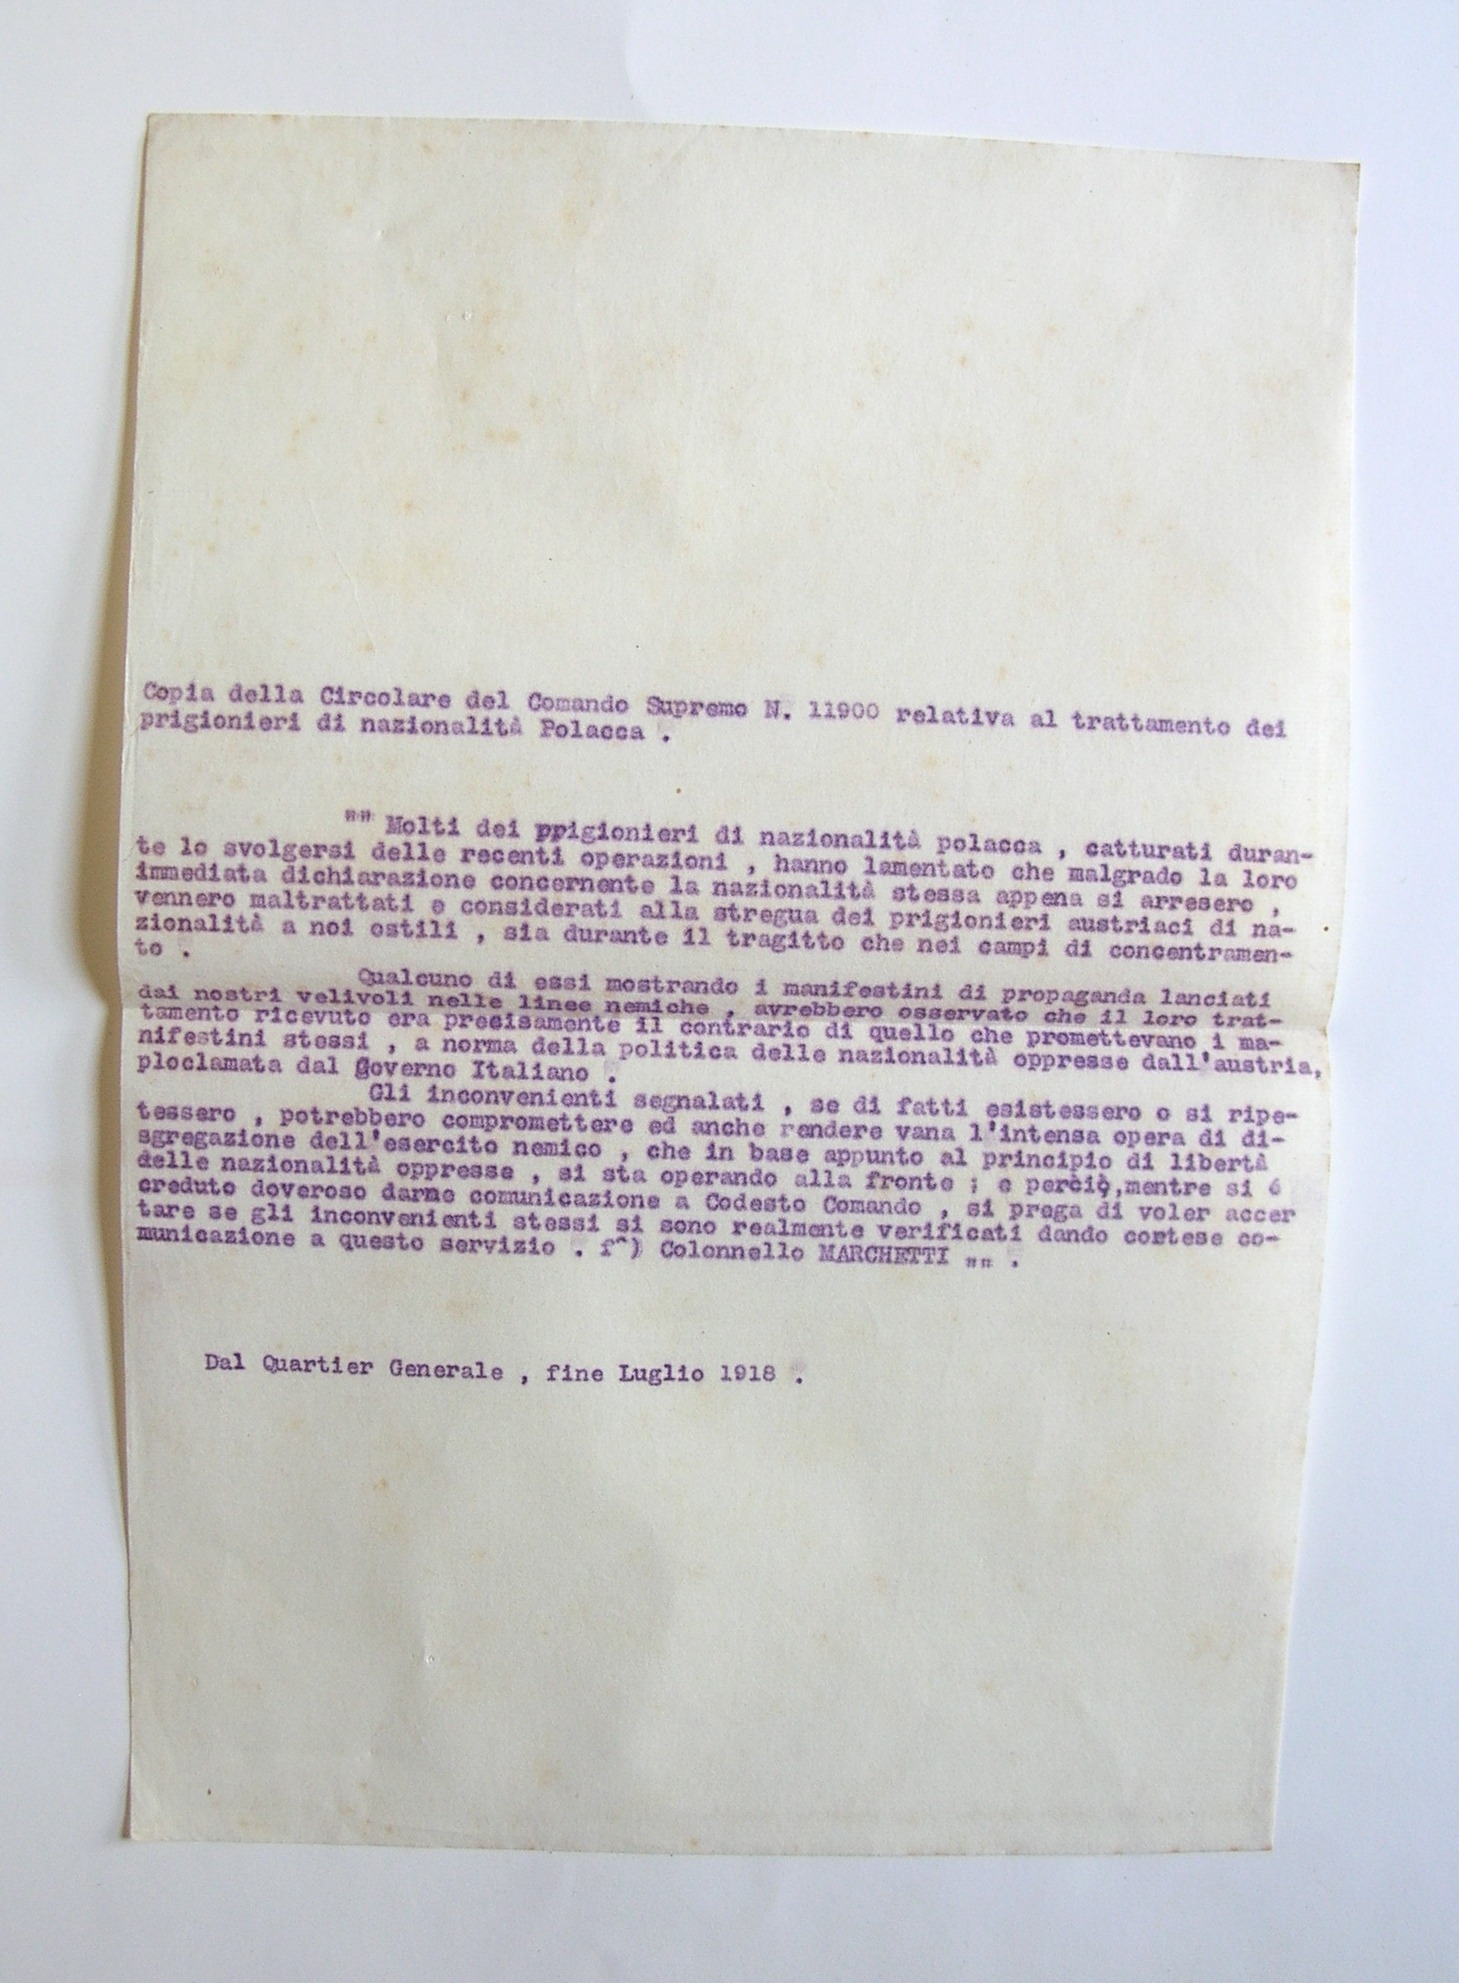 Copia della Circolare del Comando Supremo N. 11900 relativa al trattamento dei
prigionieri di nazionalità Polacca .
"" Molti dei prigionieri di nazionalità polacca , catturati duran-
te lo svolgersi delle recenti operazioni , hanno lamentato che malgrado la loro
immediata dichiarazione concernente la nazionalità stessa appena si arresero ,
vennero maltrattati e considerati alla stregua dei prigionieri austriaci di na-
zionalità a noi ostili , sia durante il tragitto che nei campi di concentramen-
to .
Qualcuno di essi mostrando i manifestini di propaganda lanciati
dai nostri velivoli nelle linee nemiche , avrebbero osservato che il loro trat-
tamento ricevuto era precisamente il contrario di quello che promettevano i ma-
nifestini stessi , a norma della politica delle nazionalità oppresse dall'austria,
ploclamata dal Governo Italiano .
Gli inconvenienti segnalati , se di fatti esistessero o si ripe-
tessero , potrebbero compromettere ed anche rendere vana l'intensa opera di di-
sgregazione dell'esercito nemico , che in base appunto al principio di libertà
delle nazionalità oppresse , si sta operando alla fronte ; e perciò,mentre si é
creduto doveroso darne comunicazione a Codesto Comando , si prega di voler accer
tare se gli inconvenienti stessi si sono realmente verificati dando cortese co-
municazione a questo servizio . f^) Colonnello MARCHETTI "" .
Dal Quartier Generale , fine Luglio 1918 .